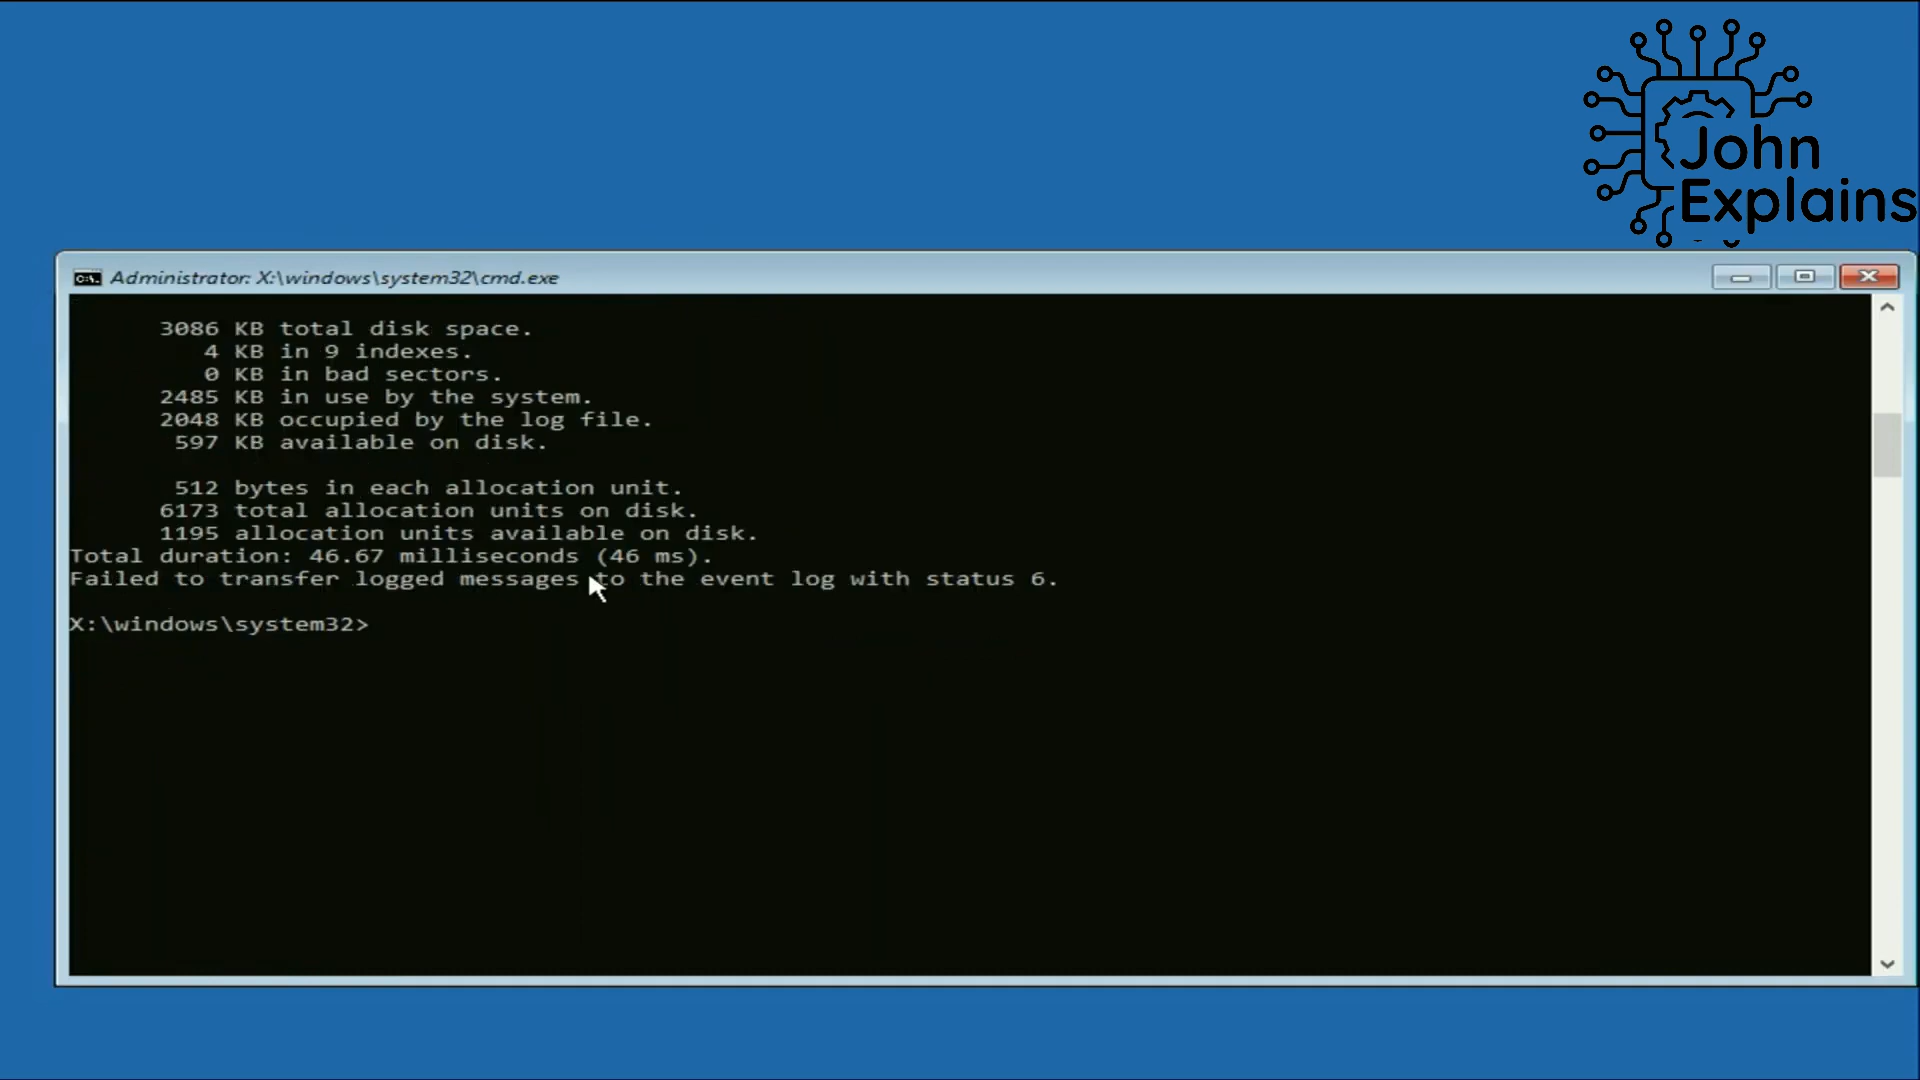 John
Explains
Administrator: X:\windows\system32\cmd.exe
3086 KB total disk space.
4 KB in 9 indexes.
0 KB in bad sectors.
2485 KB in use by the system.
2048 KB occupied by the log file.
597 KB available on disk.
512 bytes in each allocation unit.
6173 total allocation units on disk.
1195 allocation units available on disk.
Total duration: 46.67 milliseconds (46 ms).
Failed to transfer logged messages to the event log with status 6.
X:\windows\system32>